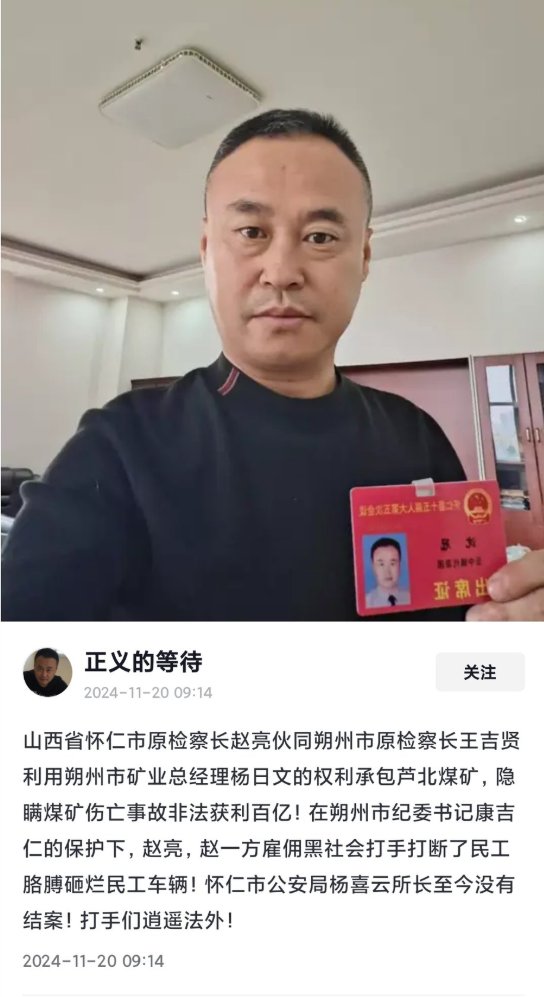 出席证
正义的等待
关注
2024-11-20 09:14
山西省怀仁市原检察长赵亮伙同朔州市原检察长王吉贤
利用朔州市矿业总经理杨日文的权利承包芦北煤矿，隐
瞒煤矿伤亡事故非法获利百亿！在朔州市纪委书记康吉
仁的保护下，赵亮，赵一方雇佣黑社会打手打断了民工
胳膊砸烂民工车辆！怀仁市公安局杨喜云所长至今没有
结案！打手们逍遥法外！
2024-11-20 09:14